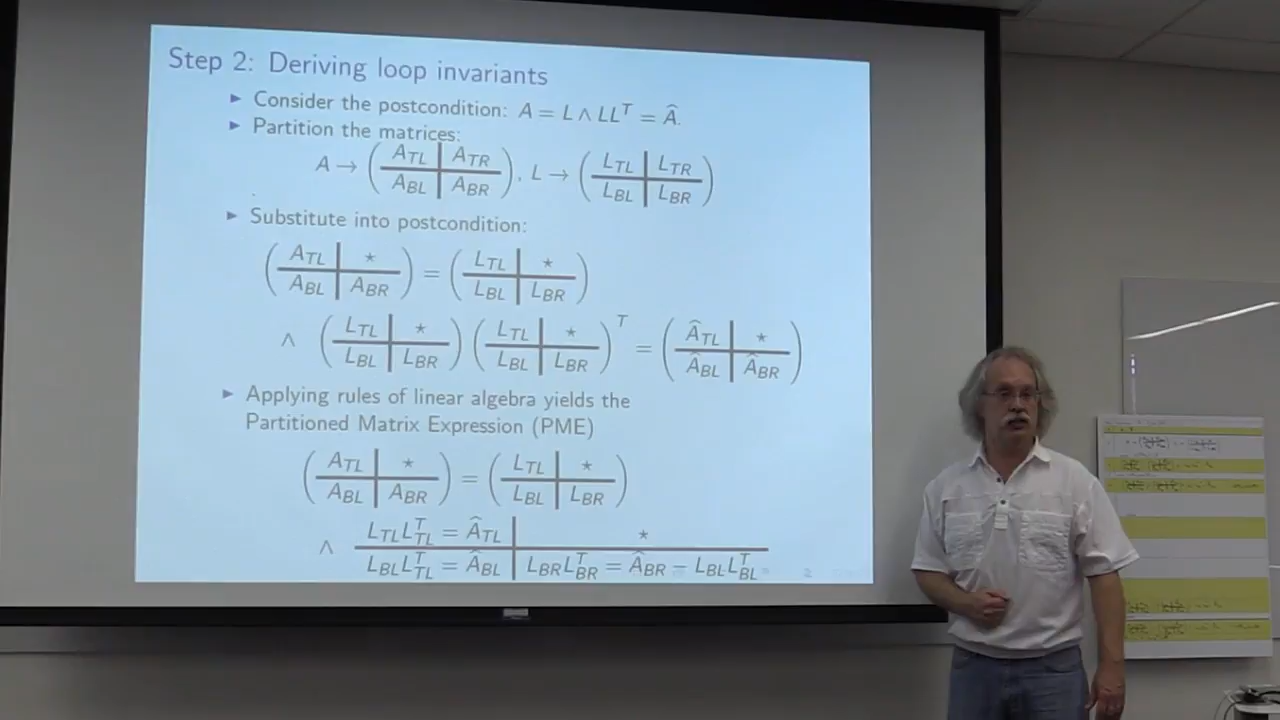 Step 2: Deriving loop invariants
▶ Consider the postcondition: A = L ∧ LL^T = Â.
▶ Partition the matrices:
A → ( A_TL | A_TR ), L → ( L_TL | L_TR )
( A_BL | A_BR ) ( L_BL | L_BR )
▶ Substitute into postcondition:
( A_TL | ⋆ ) = ( L_TL | ⋆ )
( A_BL | A_BR ) ( L_BL | L_BR )
∧ ( L_TL | ⋆ ) ( L_TL | ⋆ )^T = ( Â_TL | ⋆ )
( L_BL | L_BR ) ( L_BL | L_BR ) ( Â_BL | Â_BR )
▶ Applying rules of linear algebra yields the
Partitioned Matrix Expression (PME)
( A_TL | ⋆ ) = ( L_TL | ⋆ )
( A_BL | A_BR ) ( L_BL | L_BR )
∧ L_TL L_TL^T = Â_TL | ⋆
L_BL L_TL^T = Â_BL | L_BR L_BR^T = Â_BR − L_BL L_BL^T